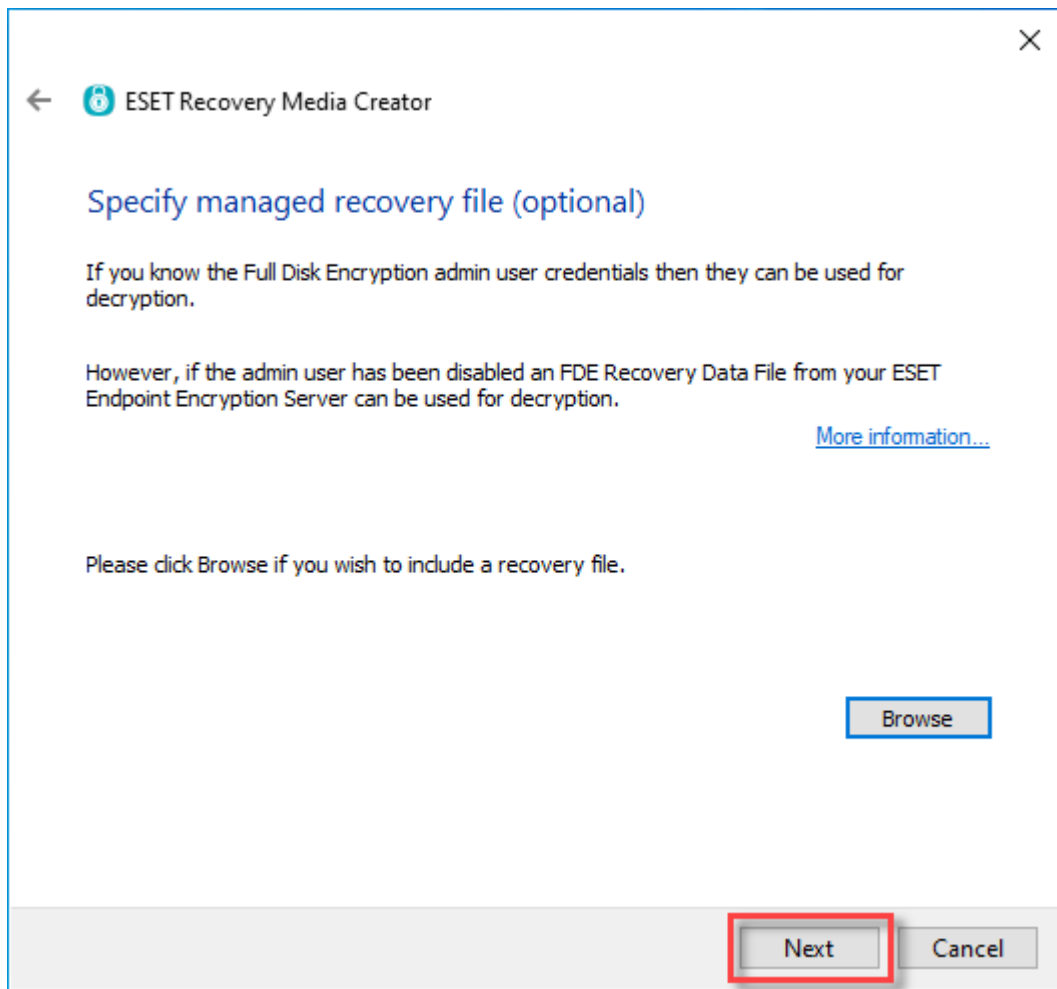 ESET Recovery Media Creator
Specify managed recovery file (optional)
If you know the Full Disk Encryption admin user credentials then they can be used for
decryption.
However, if the admin user has been disabled an FDE Recovery Data File from your ESET
Endpoint Encryption Server can be used for decryption.
More information...
Please click Browse if you wish to include a recovery file.
Browse
Next Cancel